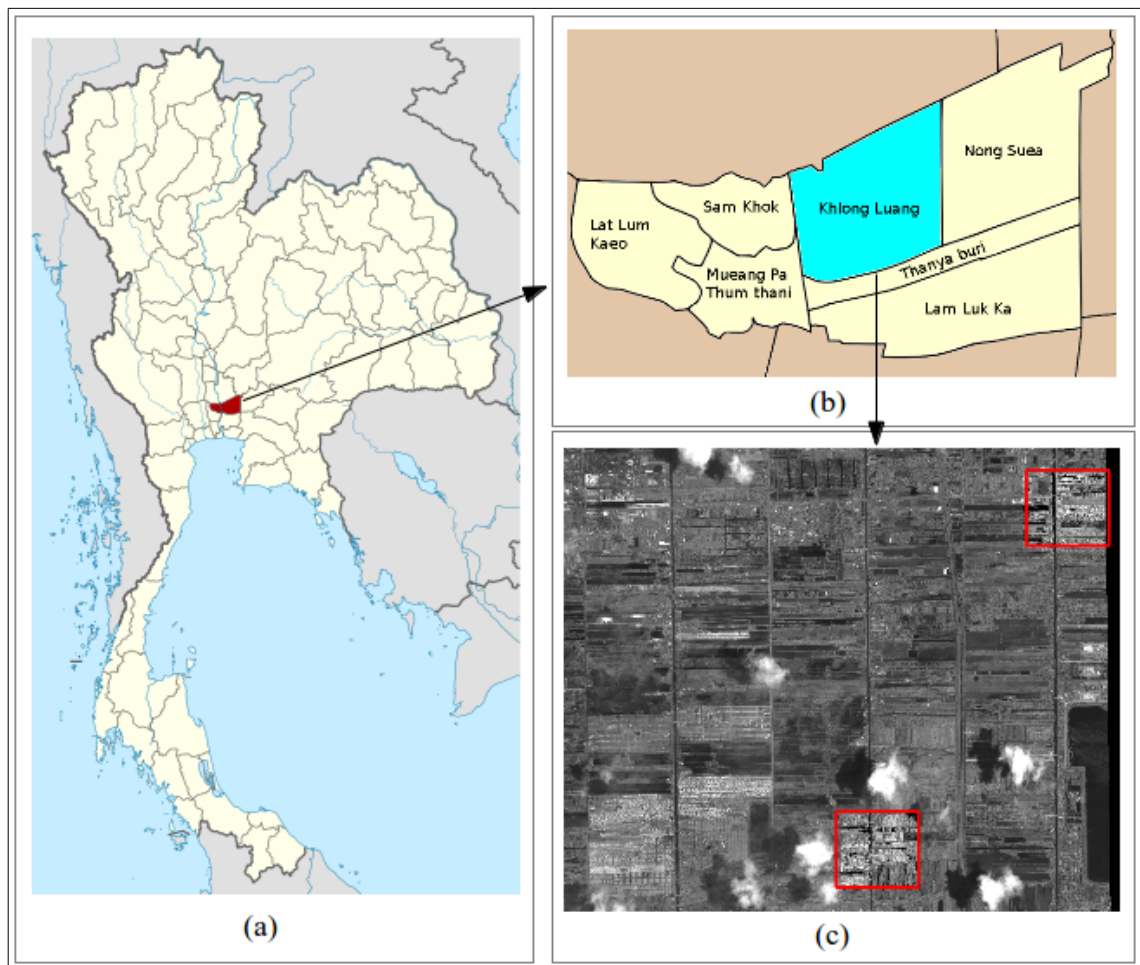 (a)
Nong Suea
Sam Khok
Khlong Luang
Lat Lum
Kaeo
Thanya buri
Mueang Pa
Thum thani
Lam Luk Ka
(b)
(c)